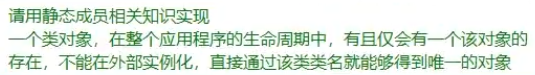 请用静态成员相关知识实现
一个类对象，在整个应用程序的生命周期中，有且仅会有一个该对象的
存在，不能在外部实例化，直接通过该类类名就能够得到唯一的对象